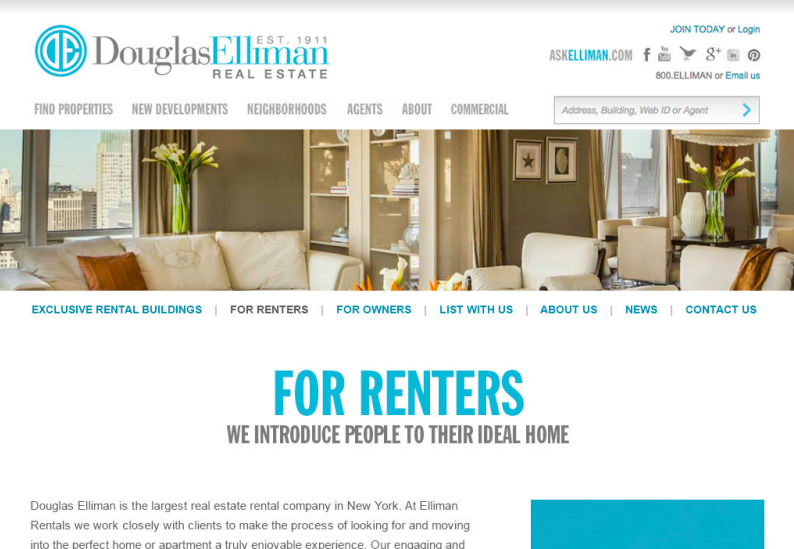 JOIN TODAY or Login
EST. 1911
DE DouglasElliman
REAL ESTATE
ASKELLIMAN.COM f You Tube g+ in
800.ELLIMAN or Email us
FIND PROPERTIES NEW DEVELOPMENTS NEIGHBORHOODS AGENTS ABOUT COMMERCIAL
Address, Building, Web ID or Agent
EXCLUSIVE RENTAL BUILDINGS | FOR RENTERS | FOR OWNERS | LIST WITH US | ABOUT US | NEWS | CONTACT US
FOR RENTERS
WE INTRODUCE PEOPLE TO THEIR IDEAL HOME
Douglas Elliman is the largest real estate rental company in New York. At Elliman
Rentals we work closely with clients to make the process of looking for and moving
into the perfect home or apartment a truly enjoyable experience. Our engaging and